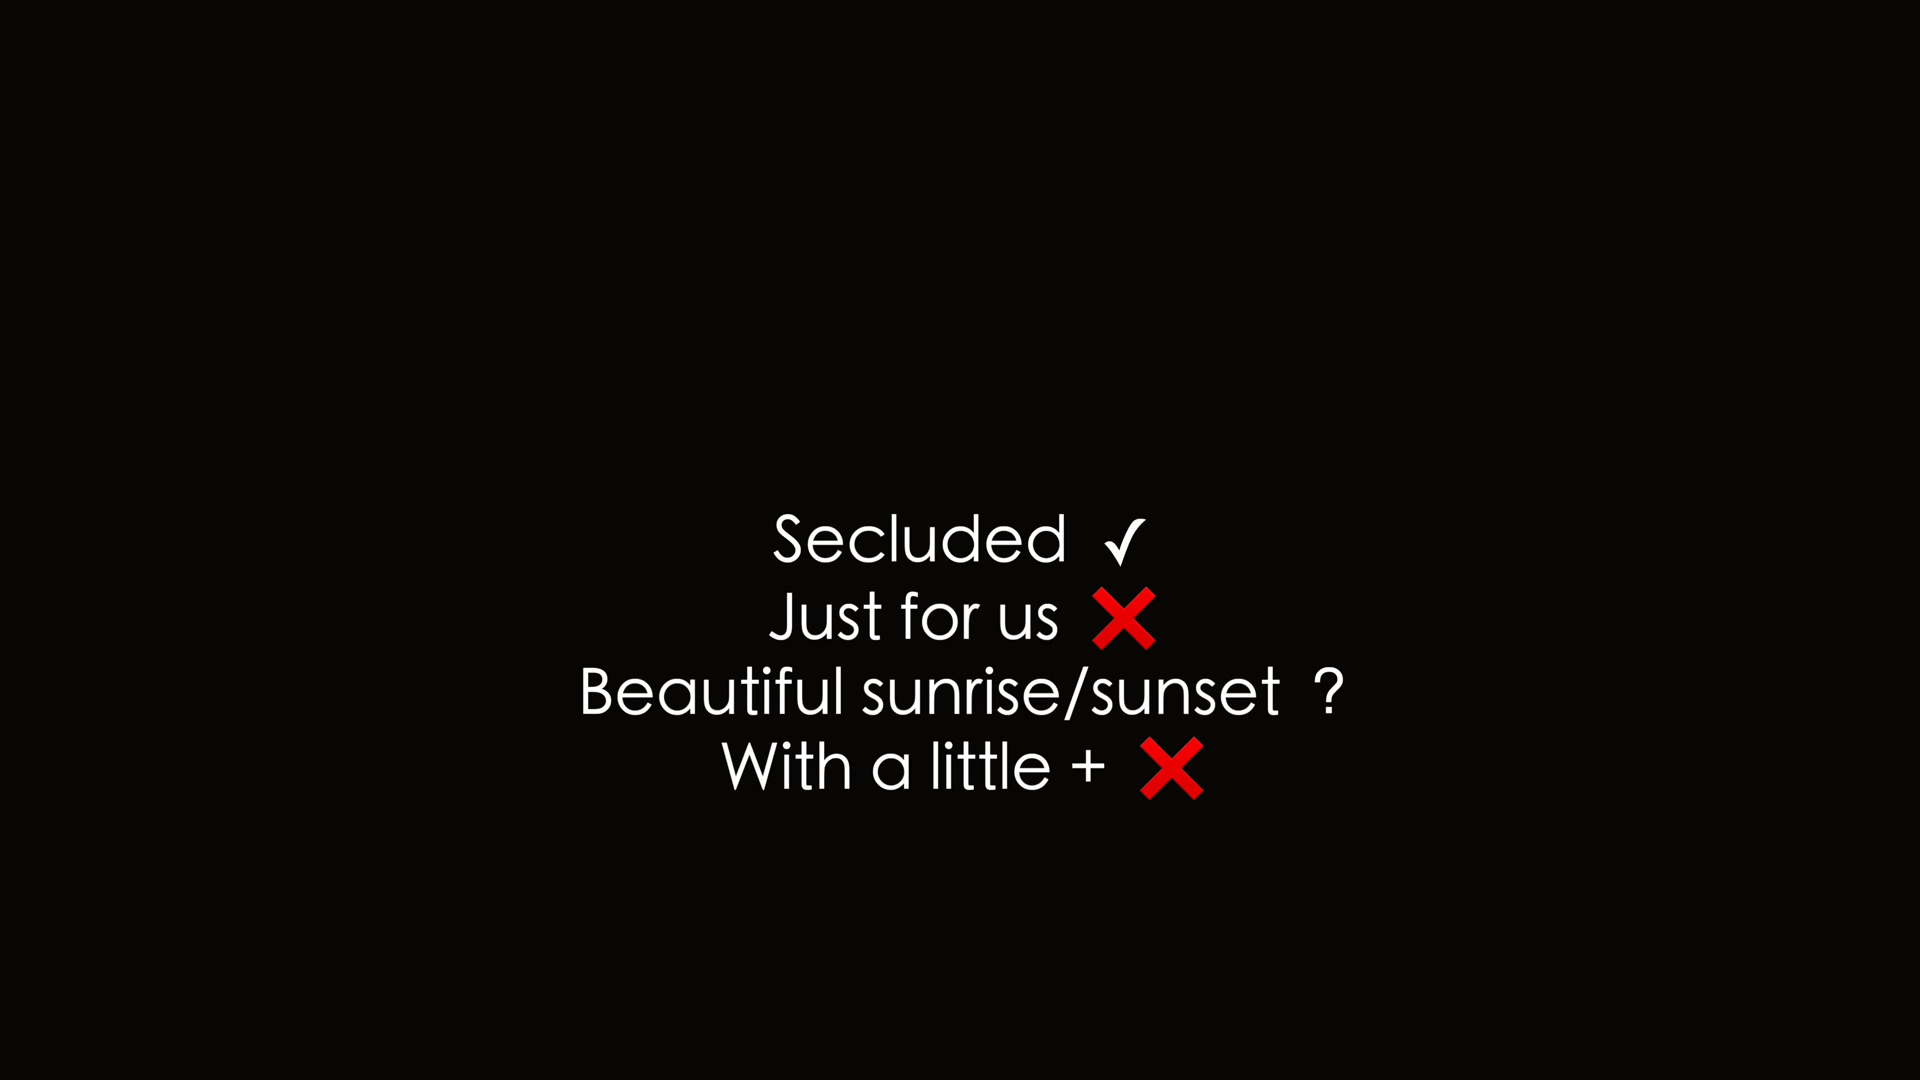 Secluded ✓
Just for us ❌
Beautiful sunrise/sunset ?
With a little + ❌